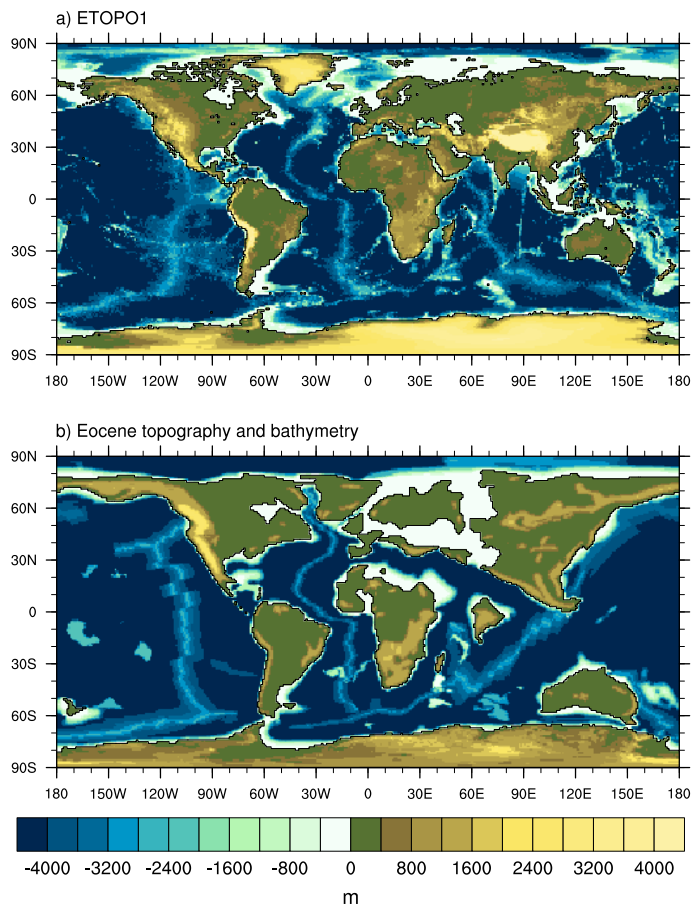 a) ETOPO1
90N
60N
30N
0
30S
60S
90S
180 150W 120W 90W 60W 30W 0 30E 60E 90E 120E 150E 180
b) Eocene topography and bathymetry
90N
60N
30N
0
30S
60S
90S
180 150W 120W 90W 60W 30W 0 30E 60E 90E 120E 150E 180
-4000 -3200 -2400 -1600 -800 0 800 1600 2400 3200 4000
m